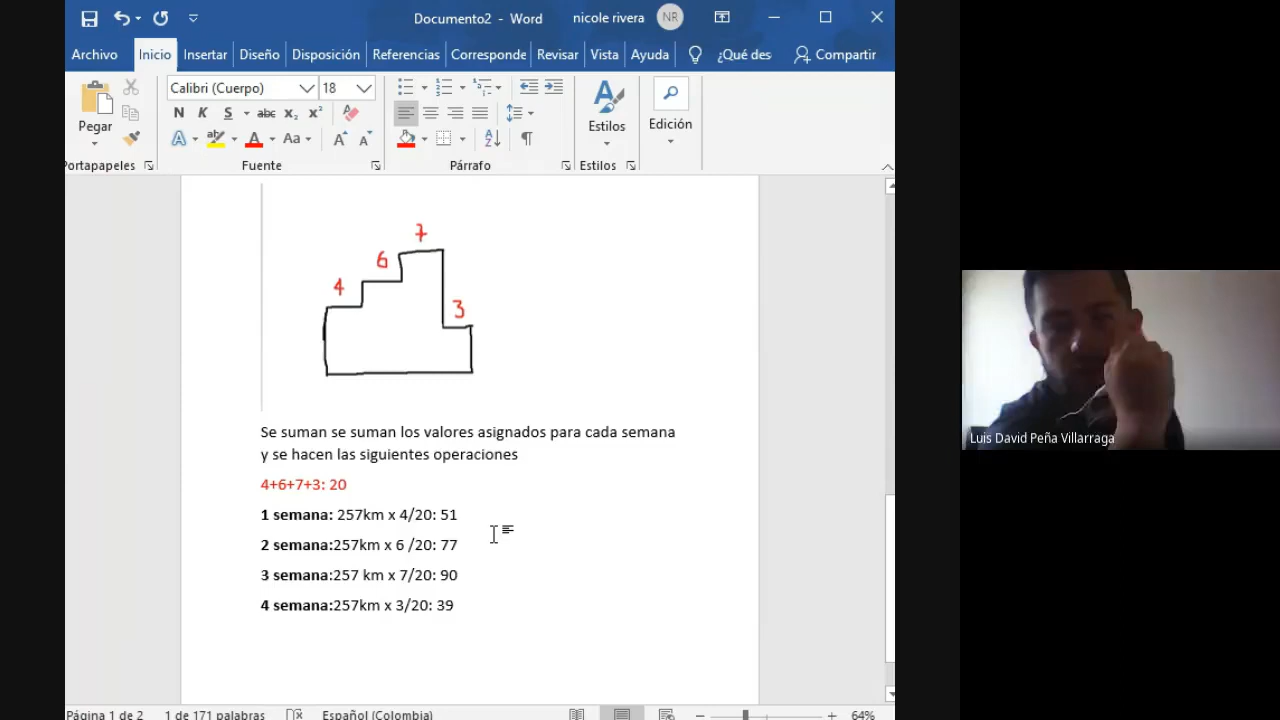 Documento2 - Word
nicole rivera
NR
Archivo Inicio Insertar Diseño Disposición Referencias Corresponde Revisar Vista Ayuda ¿Qué des Compartir
Pegar
Calibri (Cuerpo) 18
N K S abc x₂ x²
A A Aa A A
Estilos
Edición
Portapapeles Fuente Párrafo Estilos
7
6
4
3
Se suman se suman los valores asignados para cada semana
y se hacen las siguientes operaciones
4+6+7+3: 20
1 semana: 257km x 4/20: 51
2 semana:257km x 6 /20: 77
3 semana:257 km x 7/20: 90
4 semana:257km x 3/20: 39
Luis David Peña Villarraga
Página 1 de 2 1 de 171 palabras Español (Colombia) 64%